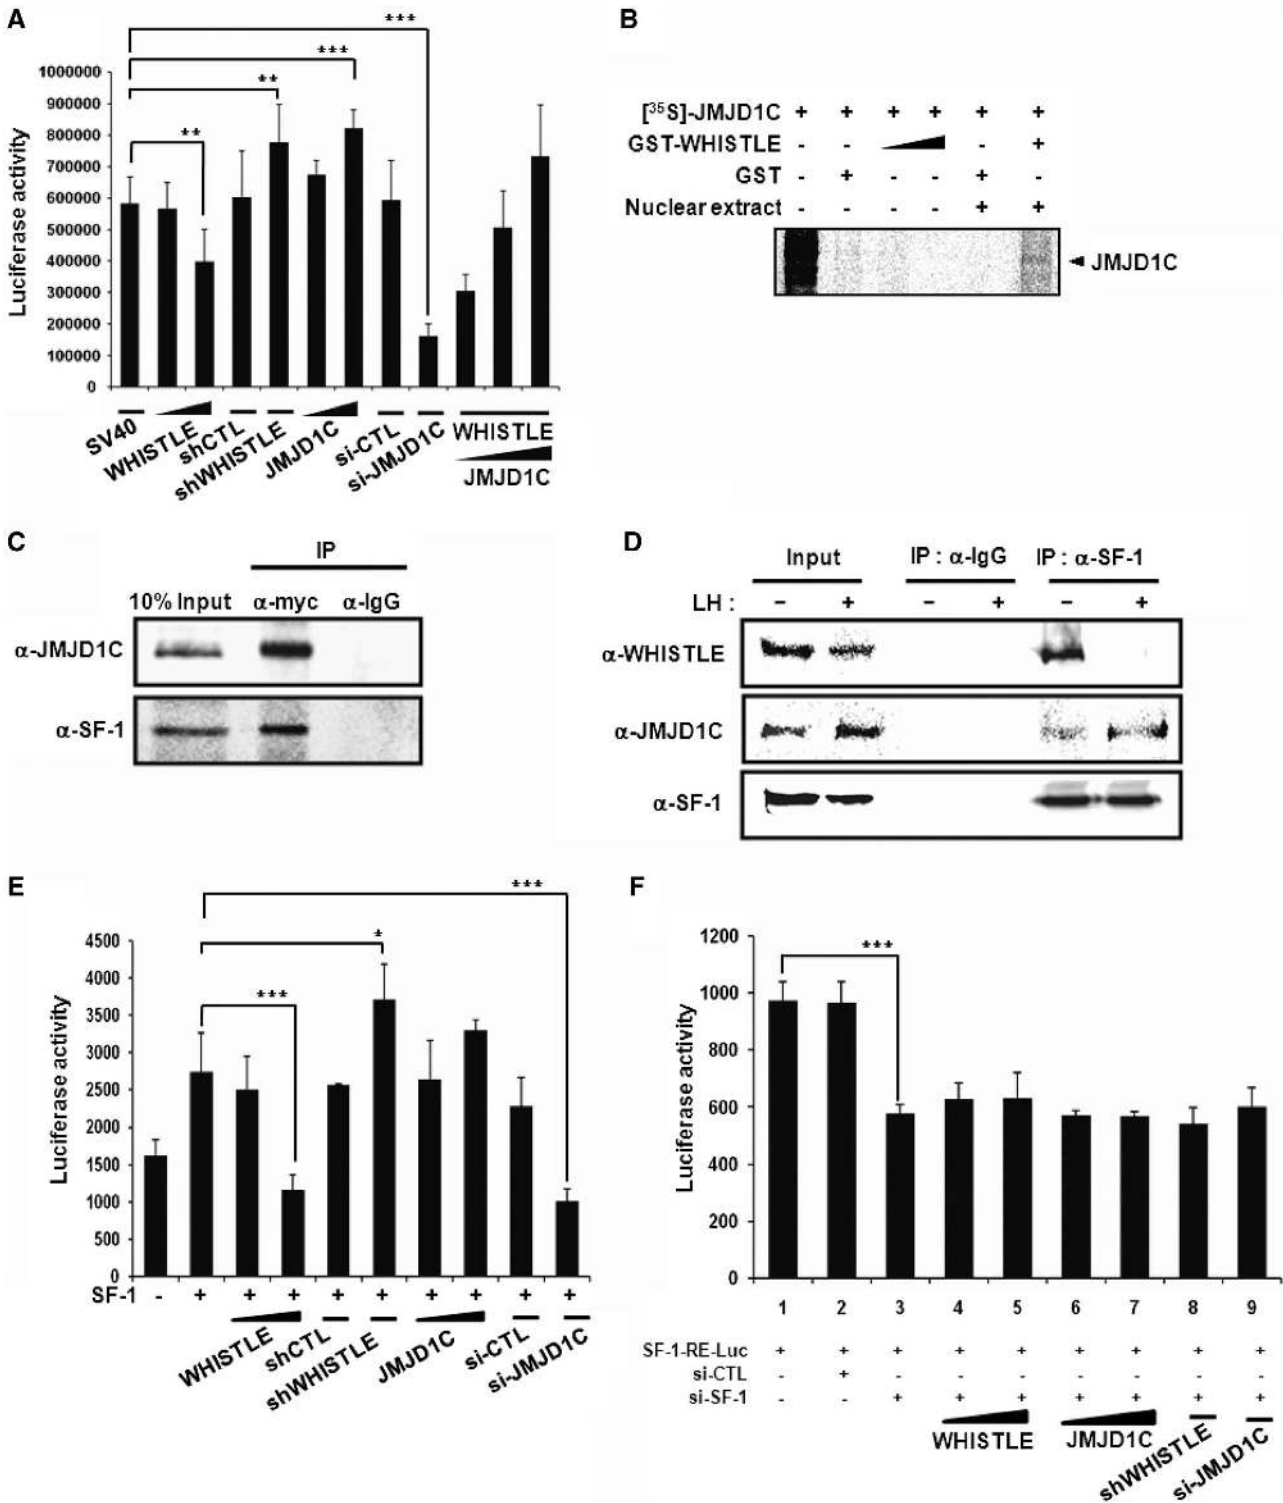 A
***
***
**
**
1000000
900000
800000
700000
600000
500000
400000
300000
200000
100000
0
Luciferase activity
SV40
WHISTLE
shCTL
shWHISTLE
JMJD1C
si-CTL
si-JMJD1C
WHISTLE
JMJD1C
B
[35S]-JMJD1C + + + + + +
GST-WHISTLE - - - +
GST - + - - + -
Nuclear extract - - - - + +
JMJD1C
C
IP
10% Input α-myc α-IgG
α-JMJD1C
α-SF-1
D
Input IP : α-IgG IP : α-SF-1
LH : - + - + - +
α-WHISTLE
α-JMJD1C
α-SF-1
E
***
*
***
4500
4000
3500
3000
2500
2000
1500
1000
500
0
Luciferase activity
SF-1 - + + + + + + + + +
WHISTLE
shCTL
shWHISTLE
JMJD1C
si-CTL
si-JMJD1C
F
***
1200
1000
800
600
400
200
0
Luciferase activity
1 2 3 4 5 6 7 8 9
SF-1-RE-Luc + + + + + + + + +
si-CTL - + - - - - - - -
si-SF-1 - - + + + + + + +
WHISTLE
JMJD1C
shWHISTLE
si-JMJD1C